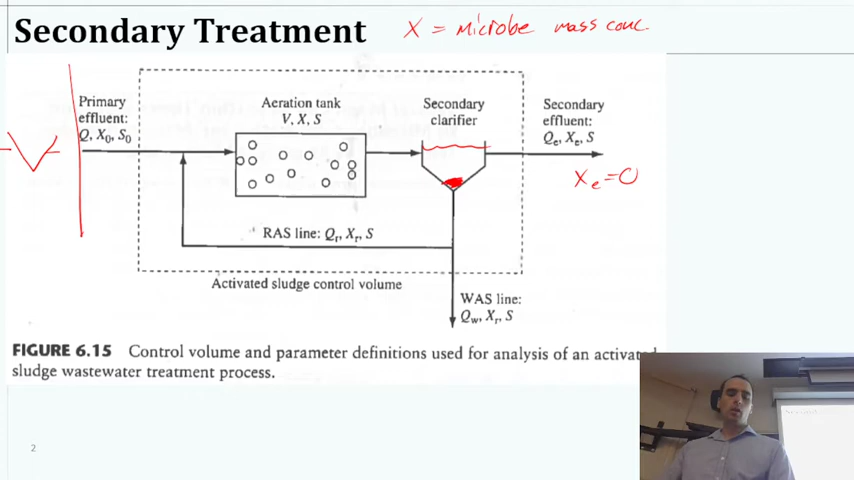 Secondary Treatment
X = Microbe mass conc.
Primary
effluent:
Q, X₀, S₀
Aeration tank
V, X, S
Secondary
clarifier
Secondary
effluent:
Qₑ, Xₑ, S
Xₑ=0
RAS line: Qᵣ, Xᵣ, S
Activated sludge control volume
WAS line:
Q_w, Xᵣ, S
FIGURE 6.15 Control volume and parameter definitions used for analysis of an activated
sludge wastewater treatment process.
2